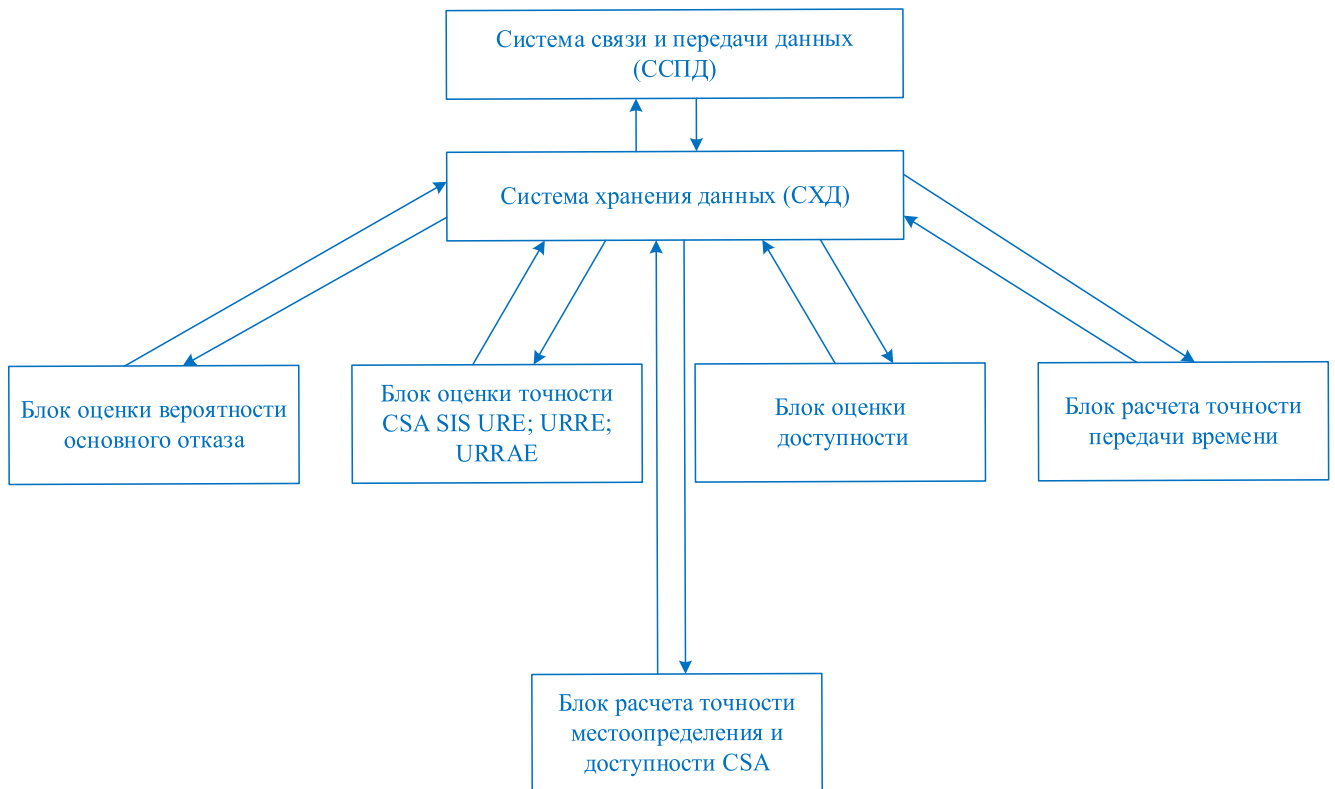 Система связи и передачи данных
(ССПД)
Система хранения данных (СХД)
Блок оценки вероятности
основного отказа
Блок оценки точности
CSA SIS URE; URRE;
URRAE
Блок оценки
доступности
Блок расчета точности
передачи времени
Блок расчета точности
местоопределения и
доступности CSA